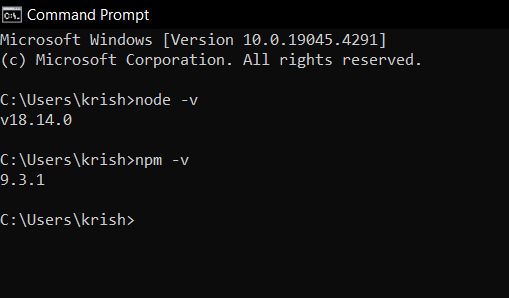 Command Prompt
Microsoft Windows [Version 10.0.19045.4291]
(c) Microsoft Corporation. All rights reserved.
C:\Users\krish>node -v
v18.14.0
C:\Users\krish>npm -v
9.3.1
C:\Users\krish>